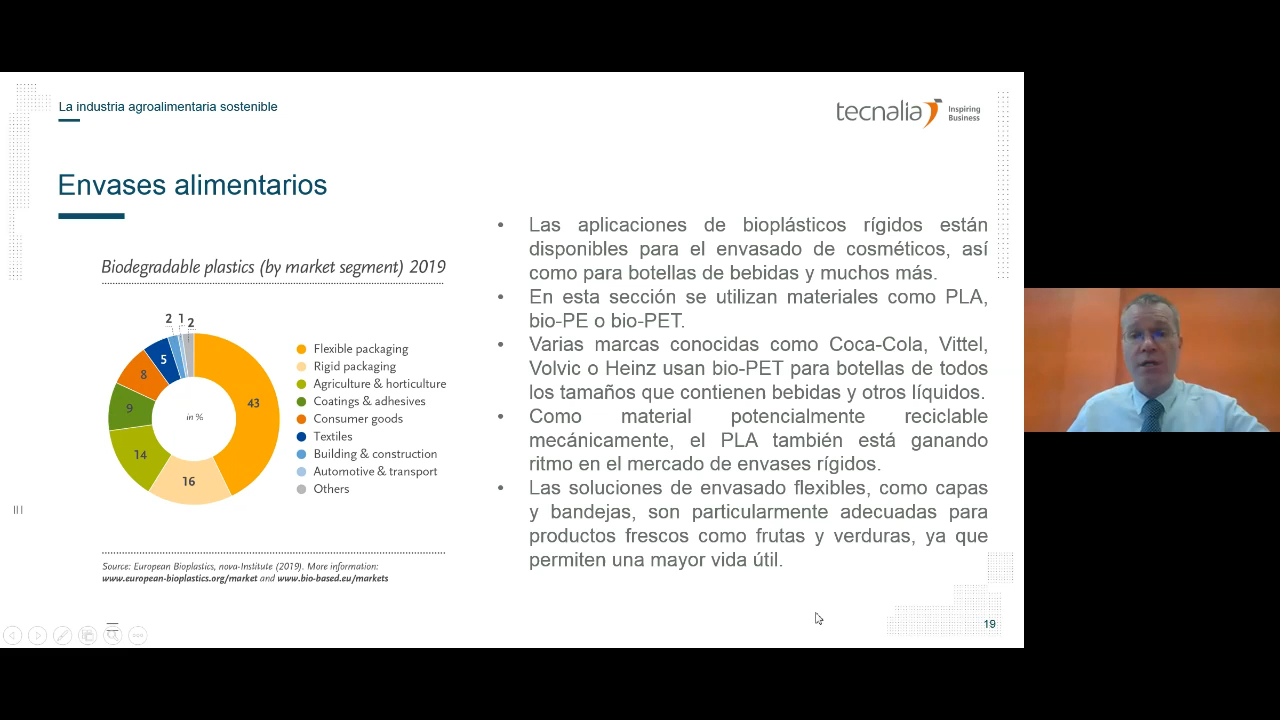 La industria agroalimentaria sostenible
tecnalia
Inspiring
Business
Envases alimentarios
Biodegradable plastics (by market segment) 2019
2 1 2
5
8
9
14
16
43
in %
Flexible packaging
Rigid packaging
Agriculture & horticulture
Coatings & adhesives
Consumer goods
Textiles
Building & construction
Automotive & transport
Others
Source: European Bioplastics, nova-Institute (2019). More information:
www.european-bioplastics.org/market and www.bio-based.eu/markets
• Las aplicaciones de bioplásticos rígidos están
disponibles para el envasado de cosméticos, así
como para botellas de bebidas y muchos más.
• En esta sección se utilizan materiales como PLA,
bio-PE o bio-PET.
• Varias marcas conocidas como Coca-Cola, Vittel,
Volvic o Heinz usan bio-PET para botellas de todos
los tamaños que contienen bebidas y otros líquidos.
• Como material potencialmente reciclable
mecánicamente, el PLA también está ganando
ritmo en el mercado de envases rígidos.
• Las soluciones de envasado flexibles, como capas
y bandejas, son particularmente adecuadas para
productos frescos como frutas y verduras, ya que
permiten una mayor vida útil.
19